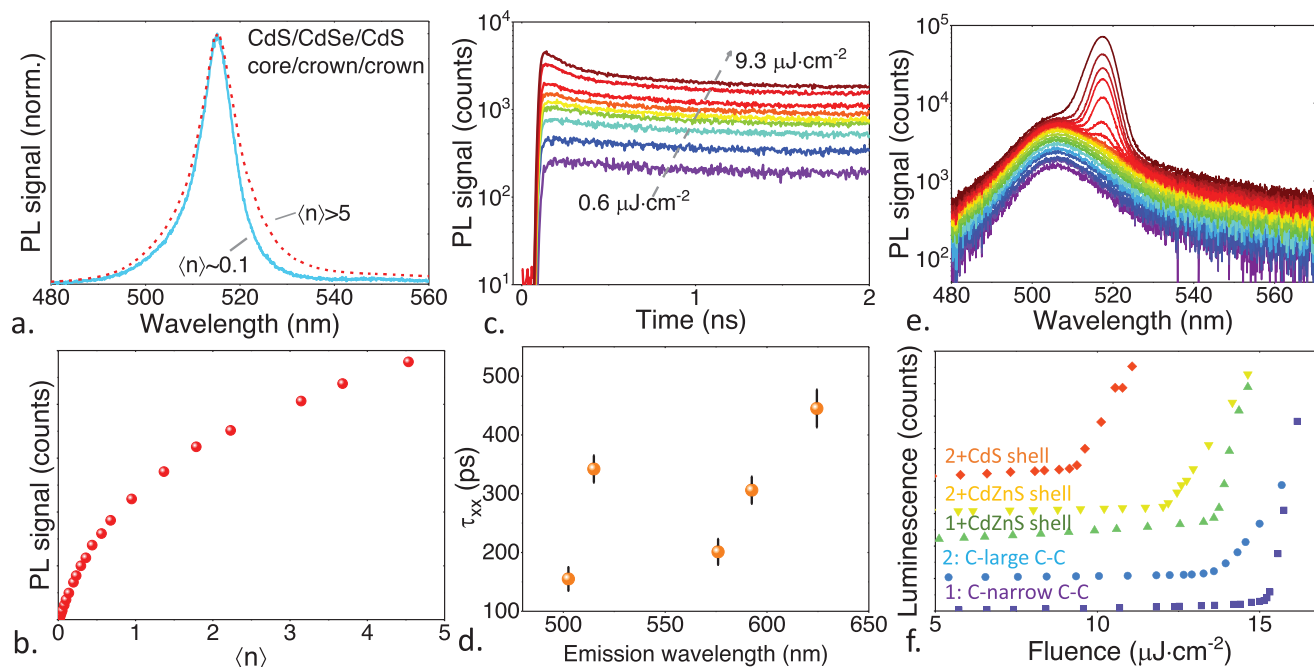 CdS/CdSe/CdS
core/crown/crown
⟨n⟩>5
⟨n⟩~0.1
PL signal (norm.)
480 500 520 540 560
Wavelength (nm)
a.
10⁴
10³
10²
10¹
PL signal (counts)
9.3 μJ·cm⁻²
0.6 μJ·cm⁻²
0 1 2
Time (ns)
c.
10⁵
10⁴
10³
10²
PL signal (counts)
480 500 520 540 560
Wavelength (nm)
e.
PL signal (counts)
0 1 2 3 4 5
⟨n⟩
b.
500
400
300
200
100
τxx (ps)
500 550 600 650
Emission wavelength (nm)
d.
Luminescence (counts)
2+CdS shell
2+CdZnS shell
1+CdZnS shell
2: C-large C-C
1: C-narrow C-C
5 10 15
Fluence (μJ·cm⁻²)
f.